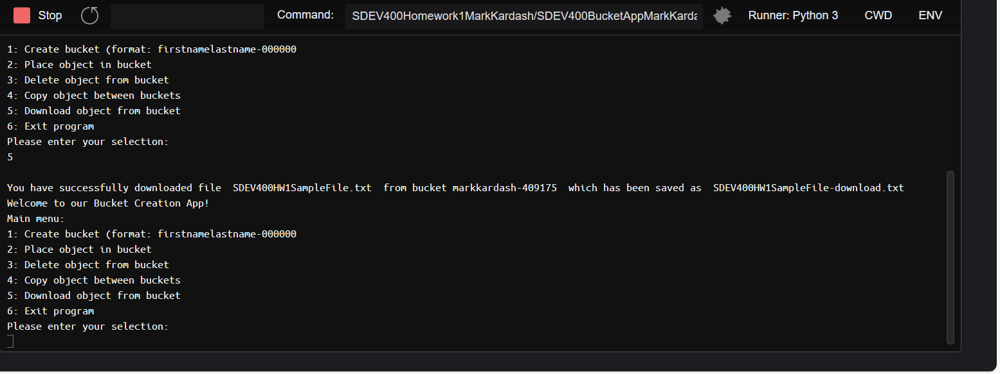 Stop Command: SDEV400Homework1MarkKardash/SDEV400BucketAppMarkKarda Runner: Python 3 CWD ENV
1: Create bucket (format: firstnamelastname-000000
2: Place object in bucket
3: Delete object from bucket
4: Copy object between buckets
5: Download object from bucket
6: Exit program
Please enter your selection:
5
You have successfully downloaded file  SDEV400HW1SampleFile.txt  from bucket markkardash-409175  which has been saved as  SDEV400HW1SampleFile-download.txt
Welcome to our Bucket Creation App!
Main menu:
1: Create bucket (format: firstnamelastname-000000
2: Place object in bucket
3: Delete object from bucket
4: Copy object between buckets
5: Download object from bucket
6: Exit program
Please enter your selection: